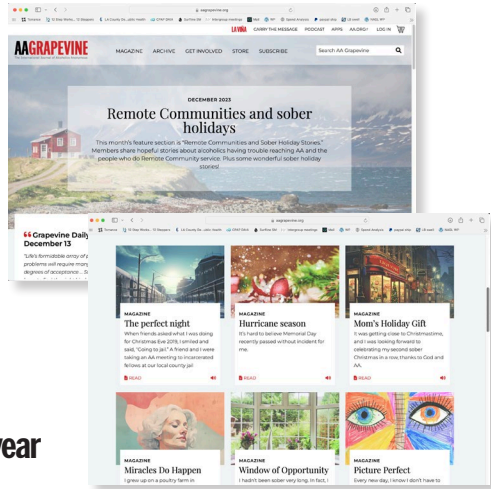 aagrapevine.org
LA VIÑA CARRY THE MESSAGE PODCAST APPS AA.ORG LOG IN
AAGRAPEVINE
The International Journal of Alcoholics Anonymous
MAGAZINE ARCHIVE GET INVOLVED STORE SUBSCRIBE
Search AA Grapevine
DECEMBER 2023
Remote Communities and sober
holidays
This month's feature section is "Remote Communities and Sober Holiday Stories."
Members share hopeful stories about alcoholics having trouble reaching AA and the
people who do Remote Community service. Plus some wonderful sober holiday
stories!
Grapevine Daily
December 13
"Life's formidable array of p
problems will require many
degrees of acceptance ... S
aagrapevine.org
MAGAZINE
The perfect night
When friends asked what I was doing
for Christmas Eve 2019, I smiled and
said, "Going to jail." A friend and I were
taking an AA meeting to incarcerated
fellows at our local county jail
READ
MAGAZINE
Hurricane season
It's hard to believe Memorial Day
recently passed without incident for
me.
READ
MAGAZINE
Mom's Holiday Gift
It was getting close to Christmastime,
and I was looking forward to
celebrating my second sober
Christmas in a row, thanks to God and
AA.
READ
MAGAZINE
Miracles Do Happen
I grew up on a poultry farm in
MAGAZINE
Window of Opportunity
I hadn't been sober very long. In fact, I
MAGAZINE
Picture Perfect
Every new day, I know I don't have to
year